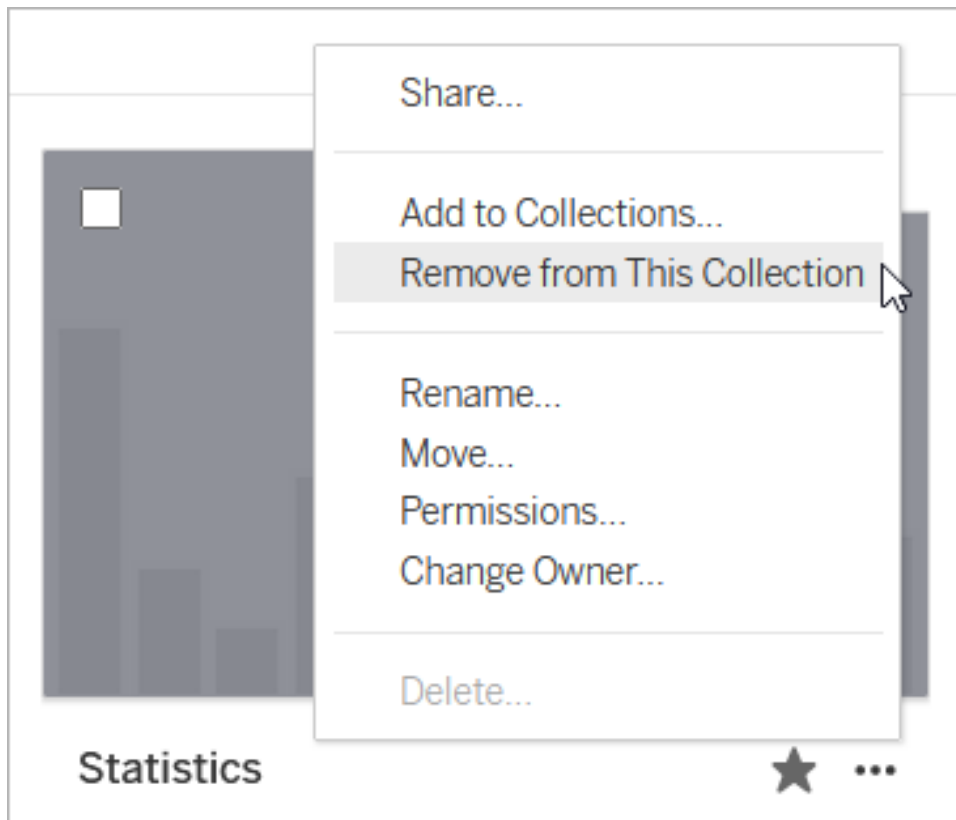 Share...
Add to Collections...
Remove from This Collection
Rename...
Move...
Permissions...
Change Owner...
Delete...
Statistics